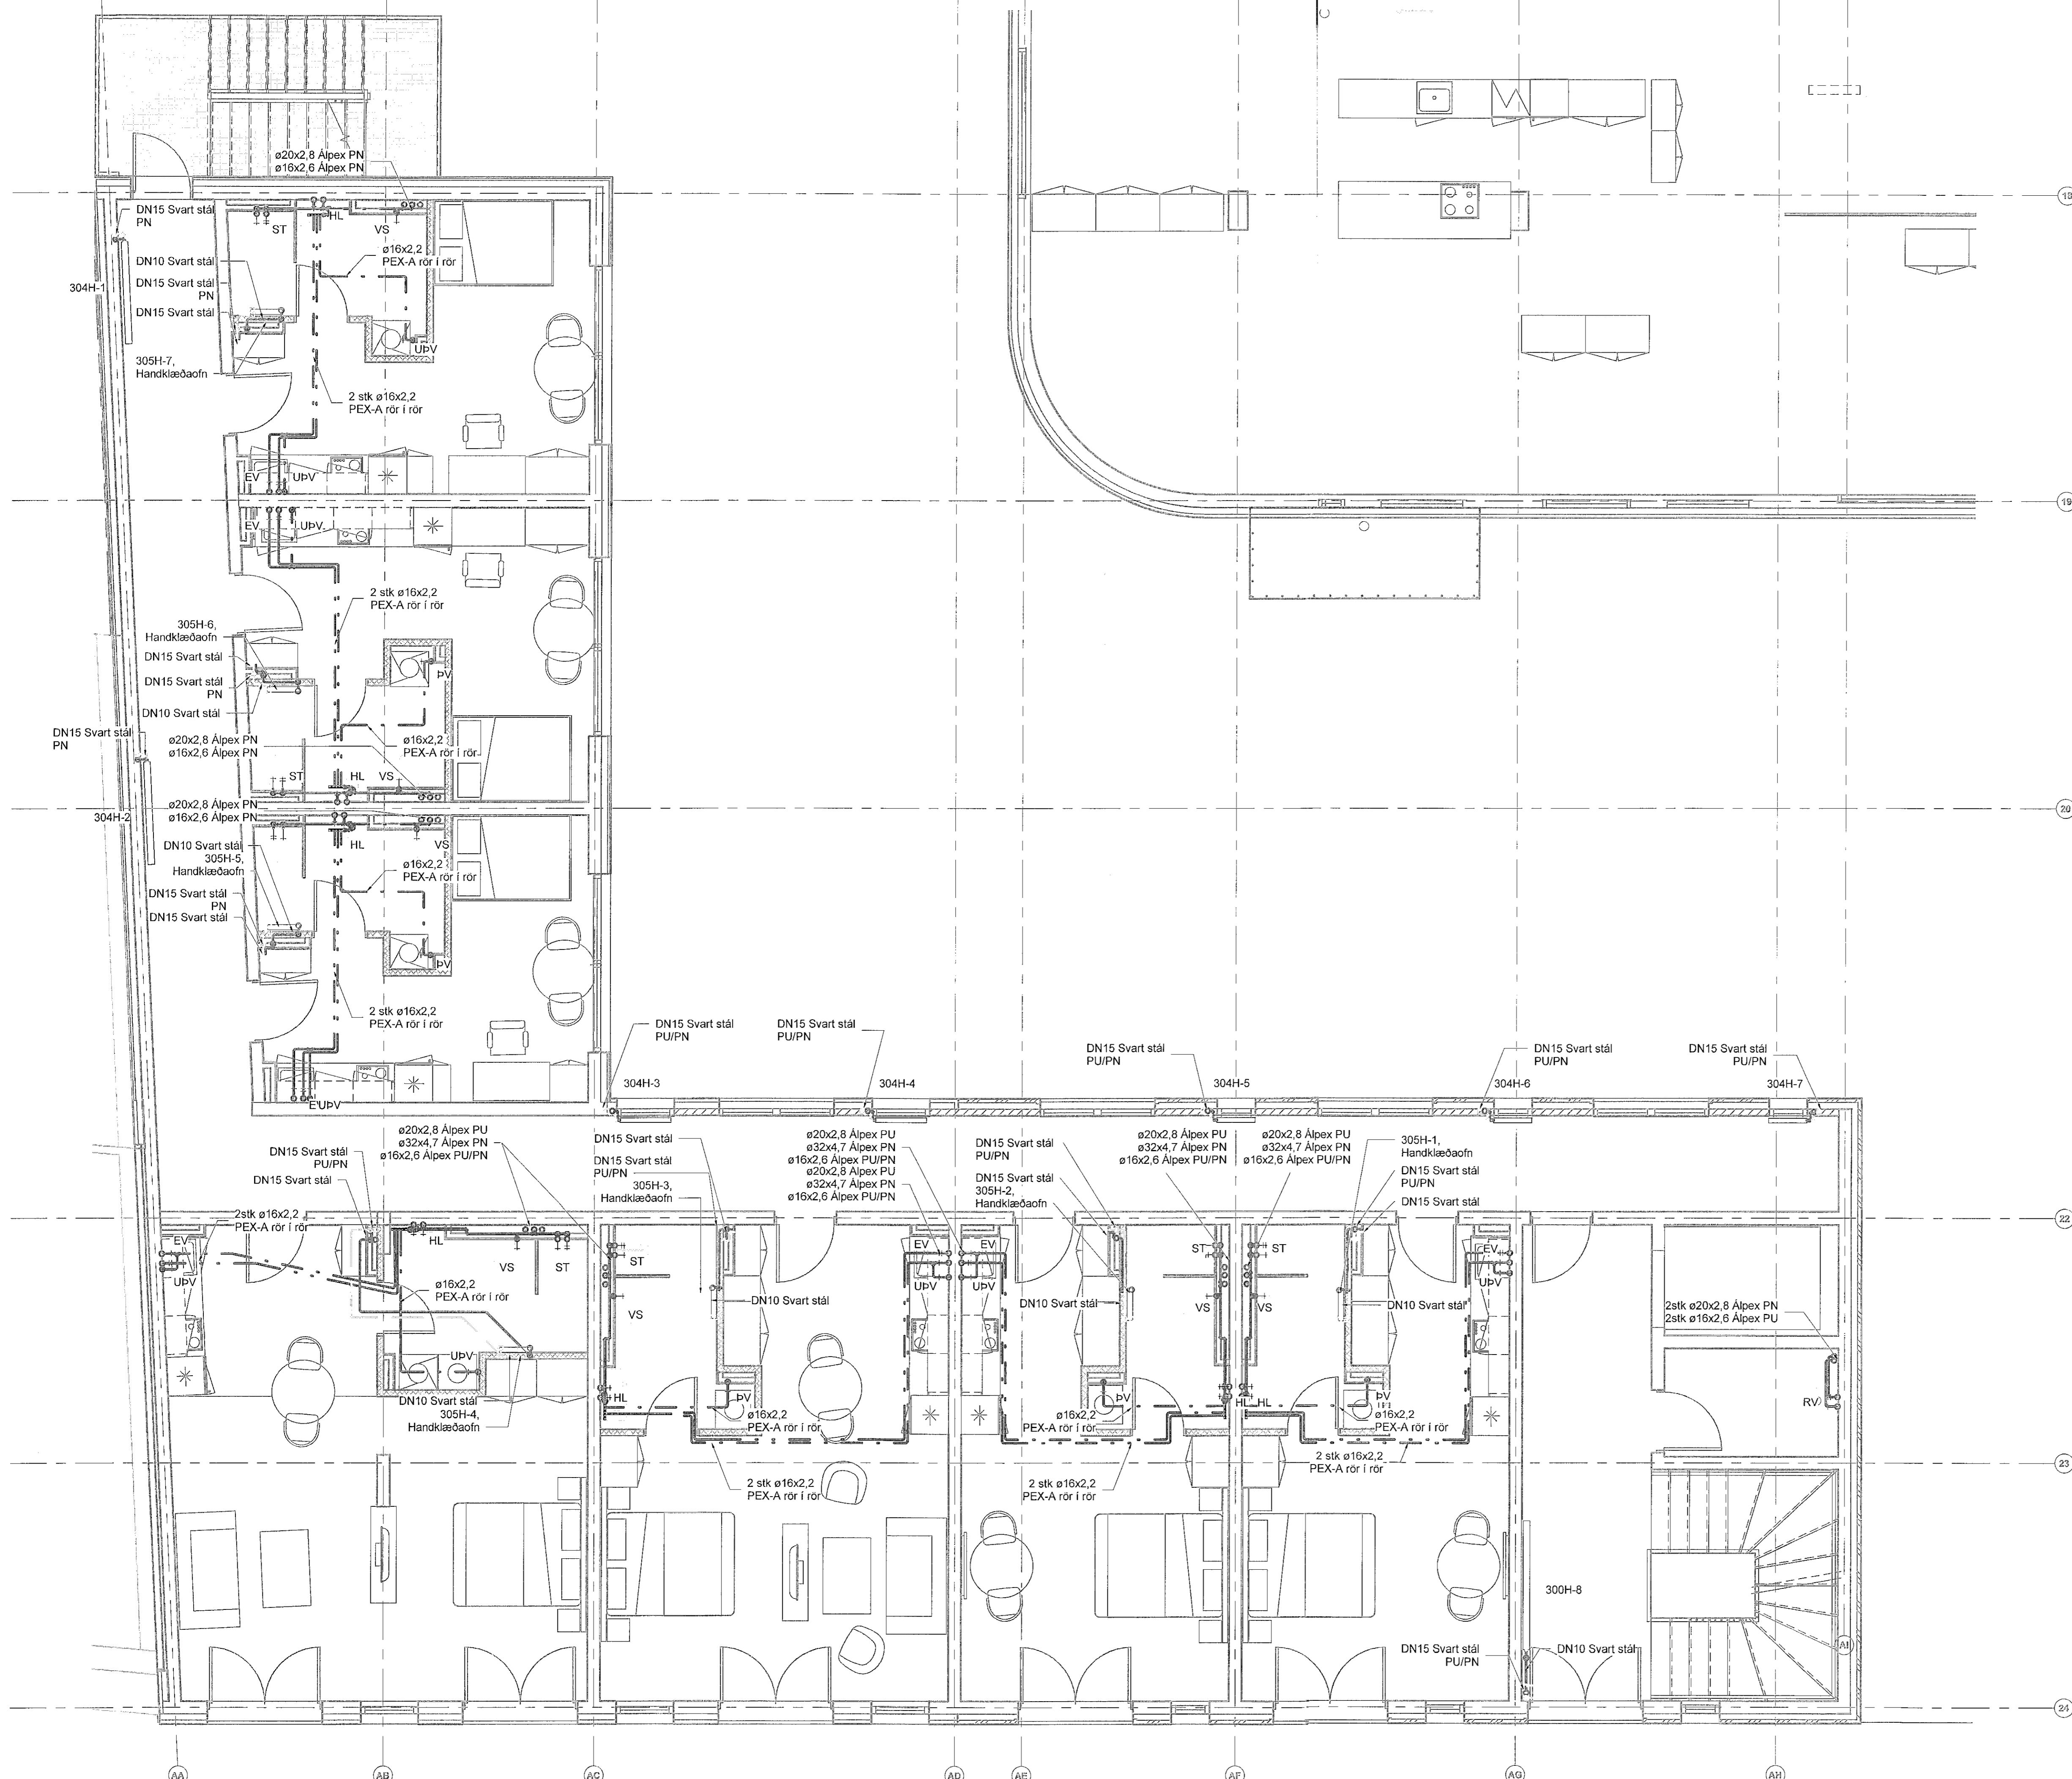 ø20x2,8 Álpex PN
ø16x2,6 Álpex PN
18
DN15 Svart stál
PN
HL
ST
VS
ø16x2,2
PEX-A rör í rör
DN10 Svart stál
DN15 Svart stál
PN
304H-1
DN15 Svart stál
UÞV
305H-7,
Handklæðaofn
2 stk ø16x2,2
PEX-A rör í rör
EV
UÞV
19
EV
UÞV
2 stk ø16x2,2
PEX-A rör í rör
305H-6,
Handklæðaofn
DN15 Svart stál
DN15 Svart stál
PN
ÞV
DN10 Svart stál
DN15 Svart stál
PN
ø20x2,8 Álpex PN
ø16x2,6 Álpex PN
ø16x2,2
PEX-A rör í rör
ST
HL
VS
ø20x2,8 Álpex PN
ø16x2,6 Álpex PN
304H-2
20
DN10 Svart stál
HL
VS
305H-5,
Handklæðaofn
ø16x2,2
PEX-A rör í rör
DN15 Svart stál
PN
DN15 Svart stál
ÞV
2 stk ø16x2,2
PEX-A rör í rör
DN15 Svart stál
PU/PN
DN15 Svart stál
PU/PN
DN15 Svart stál
PU/PN
DN15 Svart stál
PU/PN
DN15 Svart stál
PU/PN
304H-3
304H-4
304H-5
304H-6
304H-7
EUÞV
ø20x2,8 Álpex PU
ø32x4,7 Álpex PN
ø16x2,6 Álpex PU/PN
DN15 Svart stál
PU/PN
DN15 Svart stál
DN15 Svart stál
DN15 Svart stál
PU/PN
305H-3,
Handklæðaofn
ø20x2,8 Álpex PU
ø32x4,7 Álpex PN
ø16x2,6 Álpex PU/PN
ø20x2,8 Álpex PU
ø32x4,7 Álpex PN
ø16x2,6 Álpex PU/PN
DN15 Svart stál
PU/PN
DN15 Svart stál
305H-2,
Handklæðaofn
ø20x2,8 Álpex PU
ø32x4,7 Álpex PN
ø16x2,6 Álpex PU/PN
ø20x2,8 Álpex PU
ø32x4,7 Álpex PN
ø16x2,6 Álpex PU/PN
305H-1,
Handklæðaofn
DN15 Svart stál
PU/PN
DN15 Svart stál
2stk ø16x2,2
PEX-A rör í rör
22
EV
UÞV
HL
VS
ST
ST
VS
EV
UÞV
EV
UÞV
ST
VS
ST
VS
EV
UÞV
ø16x2,2
PEX-A rör í rör
DN10 Svart stál
DN10 Svart stál
DN10 Svart stál
2stk ø20x2,8 Álpex PN
2stk ø16x2,6 Álpex PU
UÞV
DN10 Svart stál
305H-4,
Handklæðaofn
HL
ÞV
ø16x2,2
PEX-A rör í rör
ÞV
ø16x2,2
PEX-A rör í rör
HL
HL
ÞV
ø16x2,2
PEX-A rör í rör
RV
2 stk ø16x2,2
PEX-A rör í rör
2 stk ø16x2,2
PEX-A rör í rör
2 stk ø16x2,2
PEX-A rör í rör
23
300H-8
DN15 Svart stál
PU/PN
DN10 Svart stál
AI
24
AA
AB
AC
AD
AE
AF
AG
AH